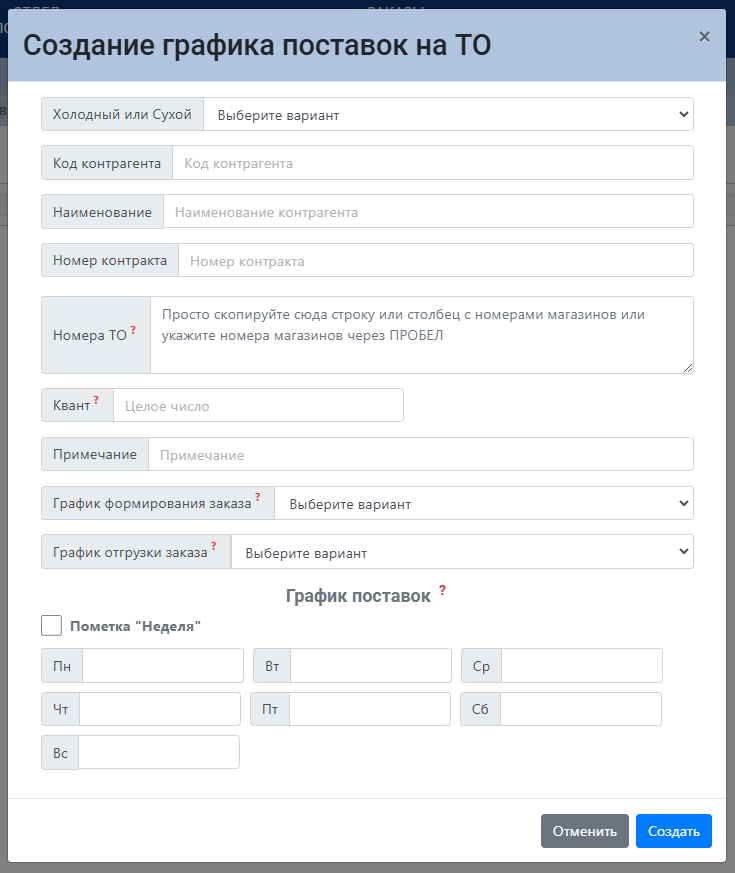 Создание графика поставок на ТО
×
Холодный или Сухой Выберите вариант
Код контрагента Код контрагента
Наименование Наименование контрагента
Номер контракта Номер контракта
Номера ТО ? Просто скопируйте сюда строку или столбец с номерами магазинов или
укажите номера магазинов через ПРОБЕЛ
Квант ? Целое число
Примечание Примечание
График формирования заказа ? Выберите вариант
График отгрузки заказа ? Выберите вариант
График поставок ?
Пометка "Неделя"
Пн Вт Ср
Чт Пт Сб
Вс
Отменить Создать